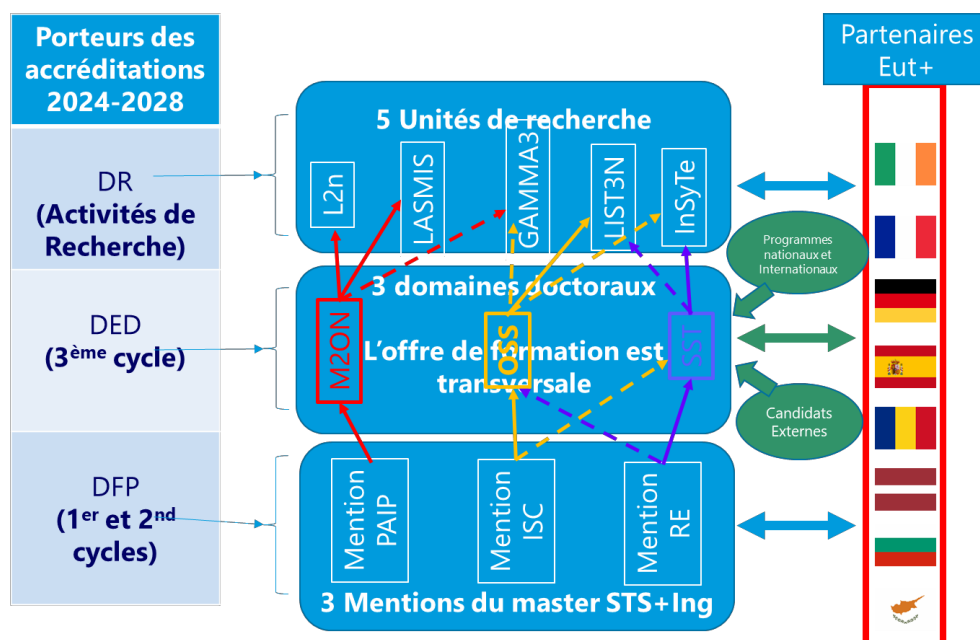 Porteurs des
accréditations
2024-2028
DR
(Activités de
Recherche)
DED
(3ème cycle)
DFP
(1er et 2nd
cycles)
5 Unités de recherche
L2n
LASMIS
GAMMA3
LIST3N
InSyTe
3 domaines doctoraux
M2ON
OSS
SST
L'offre de formation est
transversale
Mention
PAIP
Mention
ISC
Mention
RE
3 Mentions du master STS+Ing
Partenaires
Eut+
Programmes
nationaux et
Internationaux
Candidats
Externes